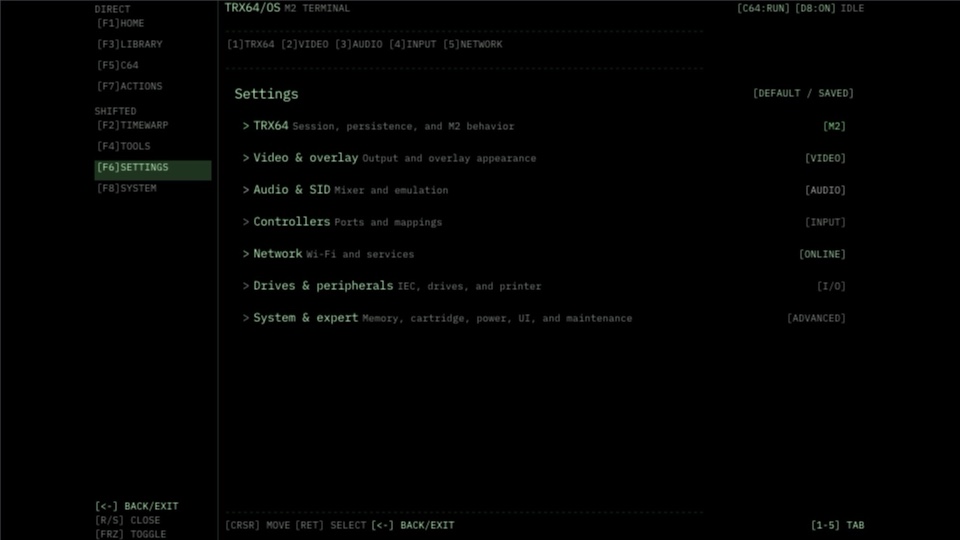 DIRECT
[F1]HOME
[F3]LIBRARY
[F5]C64
[F7]ACTIONS
SHIFTED
[F2]TIMEWARP
[F4]TOOLS
[F6]SETTINGS
[F8]SYSTEM
[<-] BACK/EXIT
[R/S] CLOSE
[FRZ] TOGGLE
TRX64/OS M2 TERMINAL [C64:RUN] [D8:ON] IDLE
[1]TRX64 [2]VIDEO [3]AUDIO [4]INPUT [5]NETWORK
Settings [DEFAULT / SAVED]
> TRX64 Session, persistence, and M2 behavior [M2]
> Video & overlay Output and overlay appearance [VIDEO]
> Audio & SID Mixer and emulation [AUDIO]
> Controllers Ports and mappings [INPUT]
> Network Wi-Fi and services [ONLINE]
> Drives & peripherals IEC, drives, and printer [I/O]
> System & expert Memory, cartridge, power, UI, and maintenance [ADVANCED]
[CRSR] MOVE [RET] SELECT [<-] BACK/EXIT [1-5] TAB